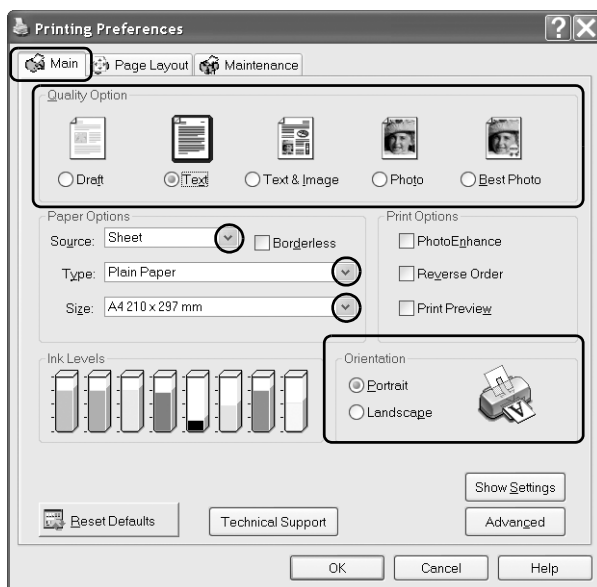 Printing Preferences
Main Page Layout Maintenance
Quality Option
Draft Text Text & Image Photo Best Photo
Paper Options
Source: Sheet Borderless
Type: Plain Paper
Size: A4 210 x 297 mm
Print Options
PhotoEnhance
Reverse Order
Print Preview
Ink Levels
Orientation
Portrait
Landscape
A
Show Settings
Reset Defaults Technical Support Advanced
OK Cancel Help